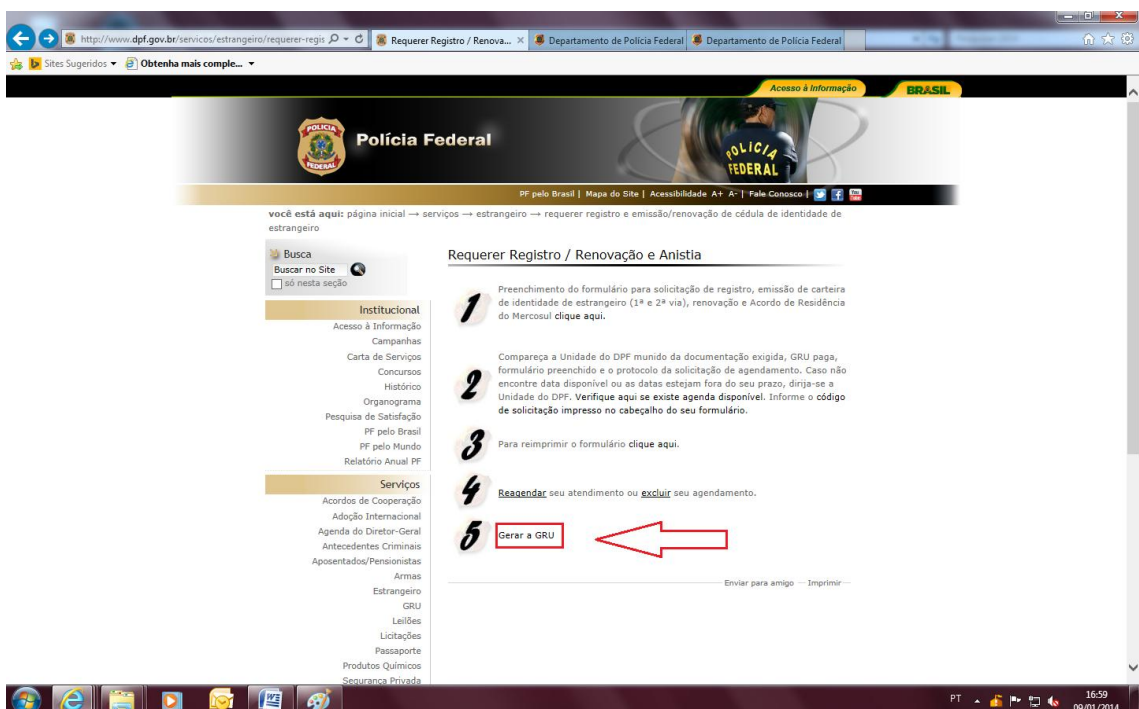 http://www.dpf.gov.br/servicos/estrangeiro/requerer-regis
Requerer Registro / Renova...
Departamento de Polícia Federal
Departamento de Polícia Federal
Sites Sugeridos
Obtenha mais comple...
Acesso à Informação
BRASIL
POLICIA
FEDERAL
Polícia Federal
POLICIA
FEDERAL
PF pelo Brasil | Mapa do Site | Acessibilidade A+ A- | Fale Conosco |
você está aqui: página inicial → serviços → estrangeiro → requerer registro e emissão/renovação de cédula de identidade de
estrangeiro
Busca
Buscar no Site
só nesta seção
Institucional
Acesso à Informação
Campanhas
Carta de Serviços
Concursos
Histórico
Organograma
Pesquisa de Satisfação
PF pelo Brasil
PF pelo Mundo
Relatório Anual PF
Serviços
Acordos de Cooperação
Adoção Internacional
Agenda do Diretor-Geral
Antecedentes Criminais
Aposentados/Pensionistas
Armas
Estrangeiro
GRU
Leilões
Licitações
Passaporte
Produtos Químicos
Segurança Privada
Requerer Registro / Renovação e Anistia
1
Preenchimento do formulário para solicitação de registro, emissão de carteira
de identidade de estrangeiro (1ª e 2ª via), renovação e Acordo de Residência
do Mercosul clique aqui.
2
Compareça a Unidade do DPF munido da documentação exigida, GRU paga,
formulário preenchido e o protocolo da solicitação de agendamento. Caso não
encontre data disponível ou as datas estejam fora do seu prazo, dirija-se a
Unidade do DPF. Verifique aqui se existe agenda disponível. Informe o código
de solicitação impresso no cabeçalho do seu formulário.
3
Para reimprimir o formulário clique aqui.
4
Reagendar seu atendimento ou excluir seu agendamento.
5
Gerar a GRU
Enviar para amigo — Imprimir
PT
16:59
09/01/2014